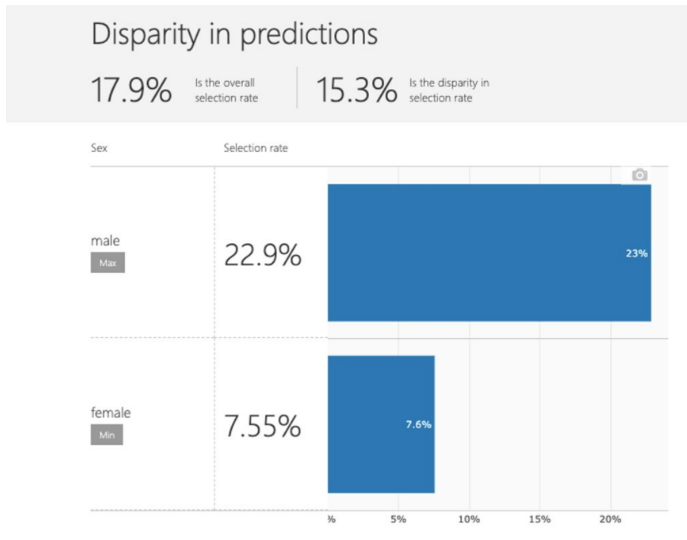 Disparity in predictions
17.9% Is the overall selection rate
15.3% Is the disparity in selection rate
Sex Selection rate
male
Max
22.9%
23%
female
Min
7.55%
7.6%
% 5% 10% 15% 20%